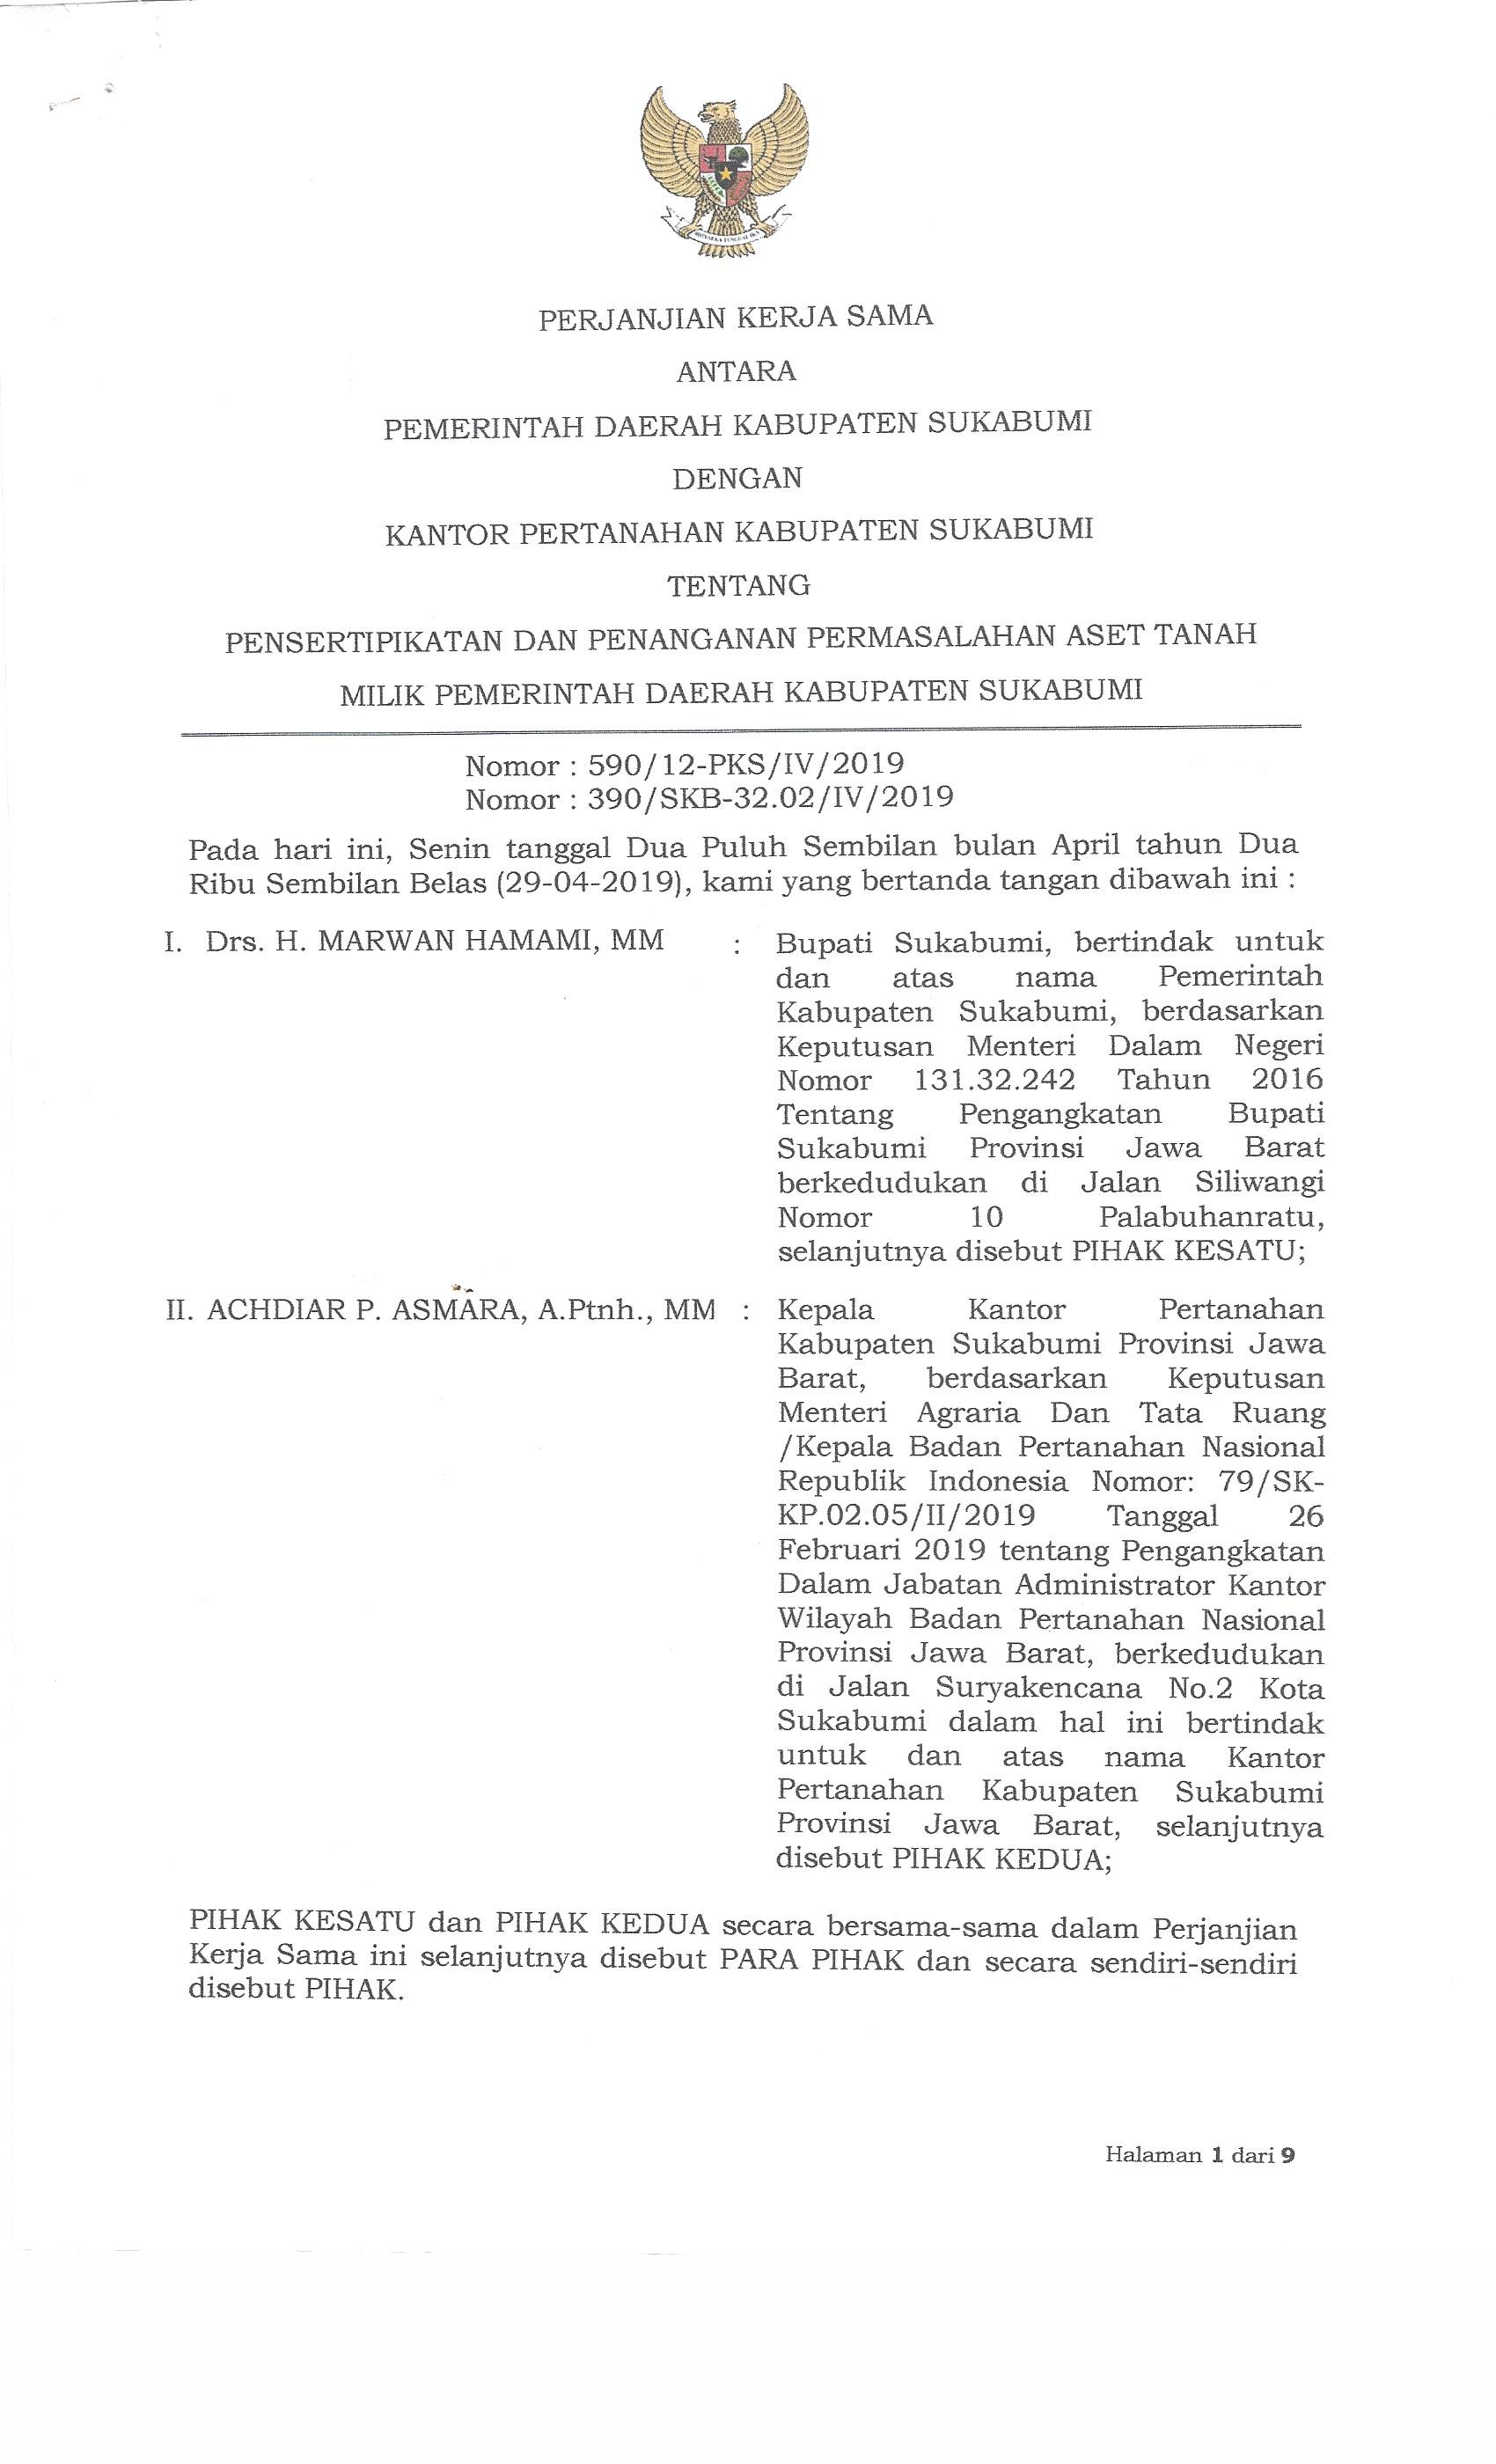 PERJANJIAN KERJA SAMA
ANTARA
PEMERINTAH DAERAH KABUPATEN SUKABUMI
DENGAN
KANTOR PERTANAHAN KABUPATEN SUKABUMI
TENTANG
PENSERTIPIKATAN DAN PENANGANAN PERMASALAHAN ASET TANAH
MILIK PEMERINTAH DAERAH KABUPATEN SUKABUMI
Nomor : 590/12-PKS/IV/2019
Nomor : 390/SKB-32.02/IV/2019
Pada hari ini, Senin tanggal Dua Puluh Sembilan bulan April tahun Dua
Ribu Sembilan Belas (29-04-2019), kami yang bertanda tangan dibawah ini :
I. Drs. H. MARWAN HAMAMI, MM : Bupati Sukabumi, bertindak untuk
dan atas nama Pemerintah
Kabupaten Sukabumi, berdasarkan
Keputusan Menteri Dalam Negeri
Nomor 131.32.242 Tahun 2016
Tentang Pengangkatan Bupati
Sukabumi Provinsi Jawa Barat
berkedudukan di Jalan Siliwangi
Nomor 10 Palabuhanratu,
selanjutnya disebut PIHAK KESATU;
II. ACHDIAR P. ASMARA, A.Ptnh., MM : Kepala Kantor Pertanahan
Kabupaten Sukabumi Provinsi Jawa
Barat, berdasarkan Keputusan
Menteri Agraria Dan Tata Ruang
/Kepala Badan Pertanahan Nasional
Republik Indonesia Nomor: 79/SK-
KP.02.05/II/2019 Tanggal 26
Februari 2019 tentang Pengangkatan
Dalam Jabatan Administrator Kantor
Wilayah Badan Pertanahan Nasional
Provinsi Jawa Barat, berkedudukan
di Jalan Suryakencana No.2 Kota
Sukabumi dalam hal ini bertindak
untuk dan atas nama Kantor
Pertanahan Kabupaten Sukabumi
Provinsi Jawa Barat, selanjutnya
disebut PIHAK KEDUA;
PIHAK KESATU dan PIHAK KEDUA secara bersama-sama dalam Perjanjian
Kerja Sama ini selanjutnya disebut PARA PIHAK dan secara sendiri-sendiri
disebut PIHAK.
Halaman 1 dari 9